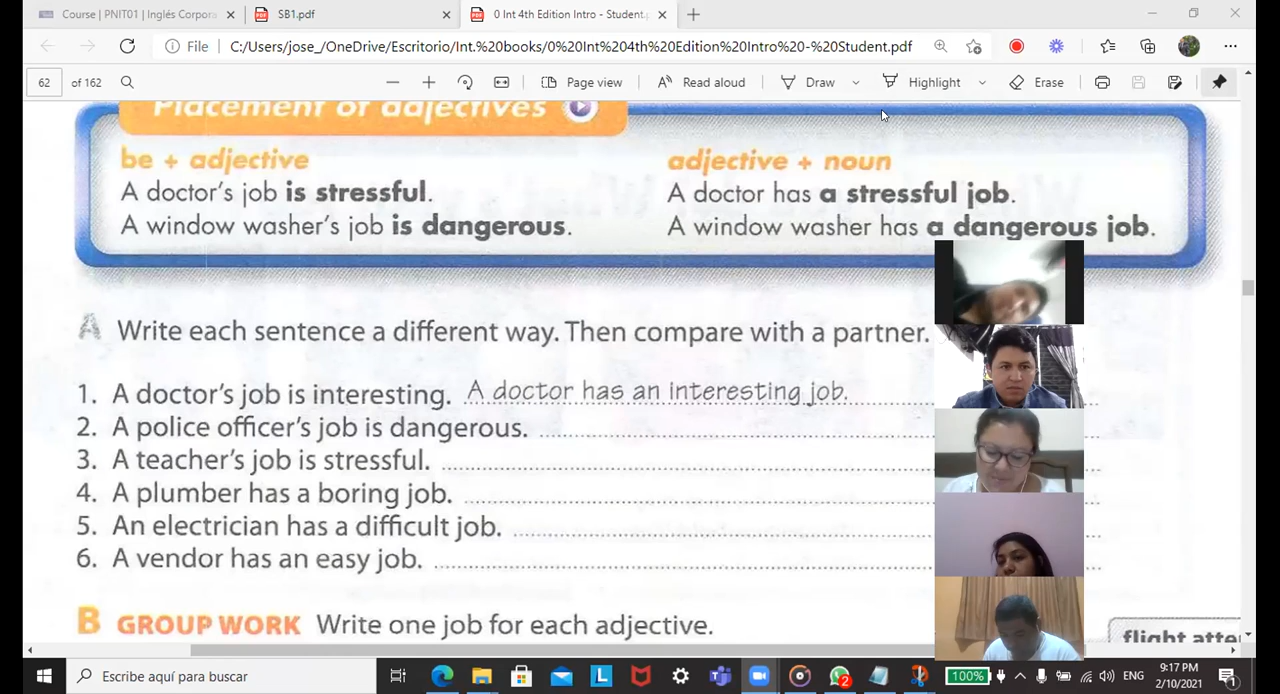 Course | PNIT01 | Inglés Corpora
SB1.pdf
0 Int 4th Edition Intro - Student.p
File
C:/Users/jose_/OneDrive/Escritorio/Int.%20books/0%20Int%204th%20Edition%20Intro%20-%20Student.pdf
62 of 162
Page view
Read aloud
Draw
Highlight
Erase
Placement of adjectives
be + adjective
A doctor's job is stressful.
A window washer's job is dangerous.
adjective + noun
A doctor has a stressful job.
A window washer has a dangerous job.
A Write each sentence a different way. Then compare with a partner.
1. A doctor's job is interesting. A doctor has an interesting job.
2. A police officer's job is dangerous.
3. A teacher's job is stressful.
4. A plumber has a boring job.
5. An electrician has a difficult job.
6. A vendor has an easy job.
B GROUP WORK Write one job for each adjective.
flight atte
Escribe aquí para buscar
2
100%
ENG
9:17 PM
2/10/2021
1